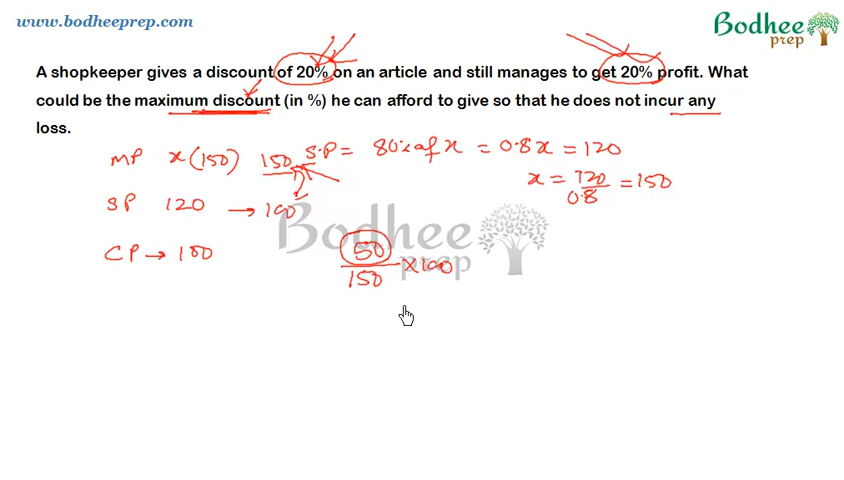 www.bodheeprep.com
Bodhee
prep
A shopkeeper gives a discount of 20% on an article and still manages to get 20% profit. What
could be the maximum discount (in %) he can afford to give so that he does not incur any
loss.
MP x(150) 150 S.P = 80% of x = 0.8x = 120
x = 120/0.8 = 150
SP 120 → 100
CP → 100
50/150 × 100
Bodhee
prep